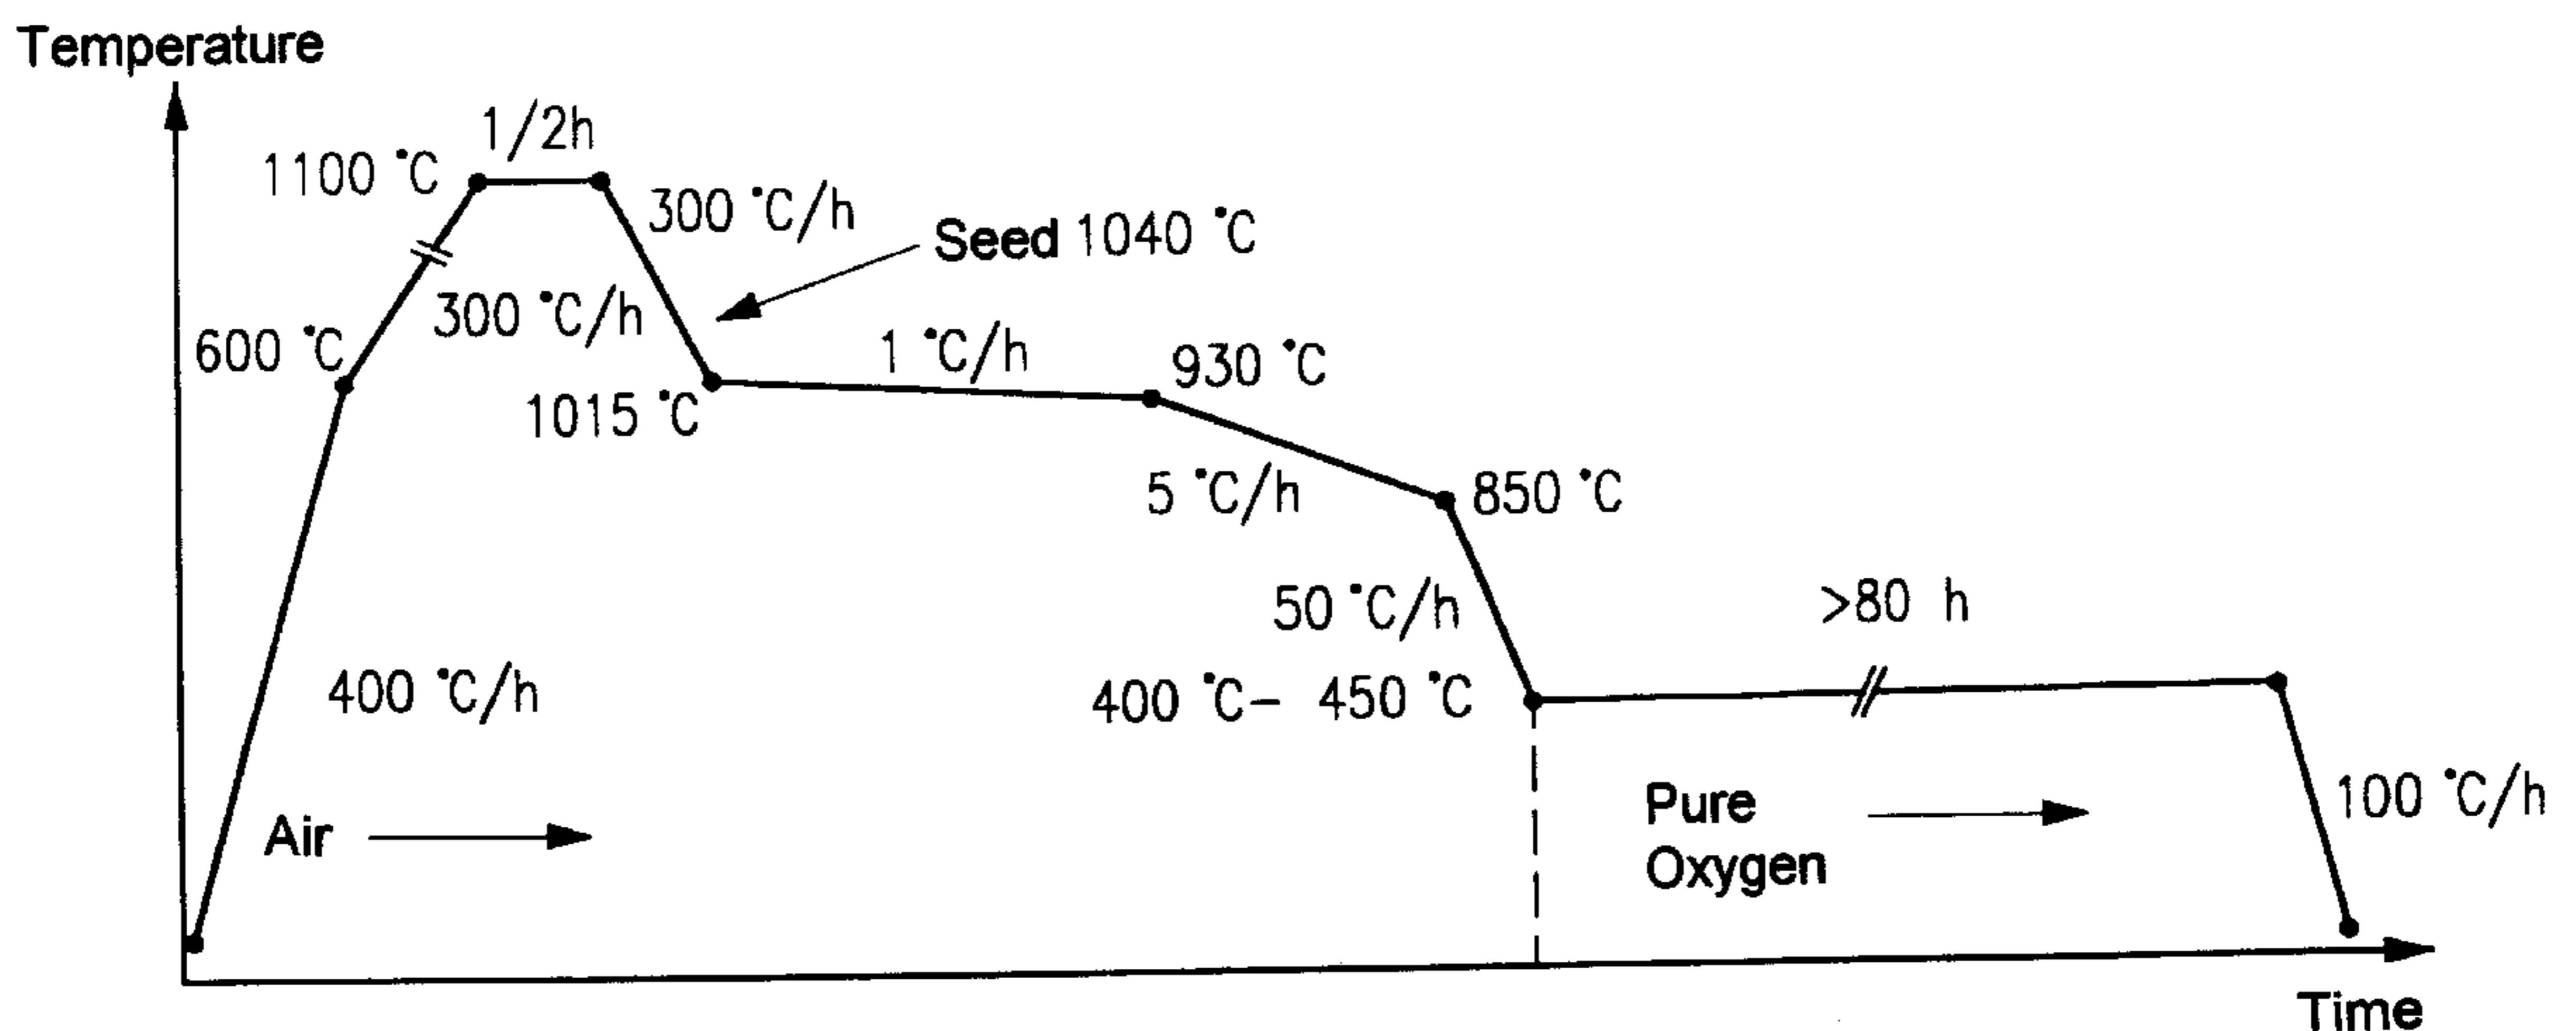 Temperature
1/2h
1100 °C
300 °C/h
Seed 1040 °C
300 °C/h
600 °C
1 °C/h
930 °C
1015 °C
5 °C/h
850 °C
50 °C/h
>80 h
400 °C/h
400 °C– 450 °C
Pure
Oxygen
100 °C/h
Air
Time